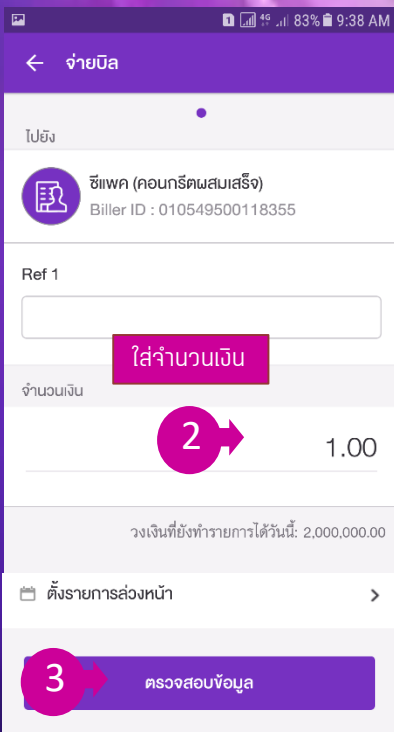 1 4G 83% 9:38 AM
← จ่ายบิล
ไปยัง
ซีแพค (คอนกรีตผสมเสร็จ)
Biller ID : 010549500118355
Ref 1
ใส่จำนวนเงิน
จำนวนเงิน
2
1.00
วงเงินที่ยังทำรายการได้วันนี้: 2,000,000.00
ตั้งรายการล่วงหน้า >
3 ตรวจสอบข้อมูล